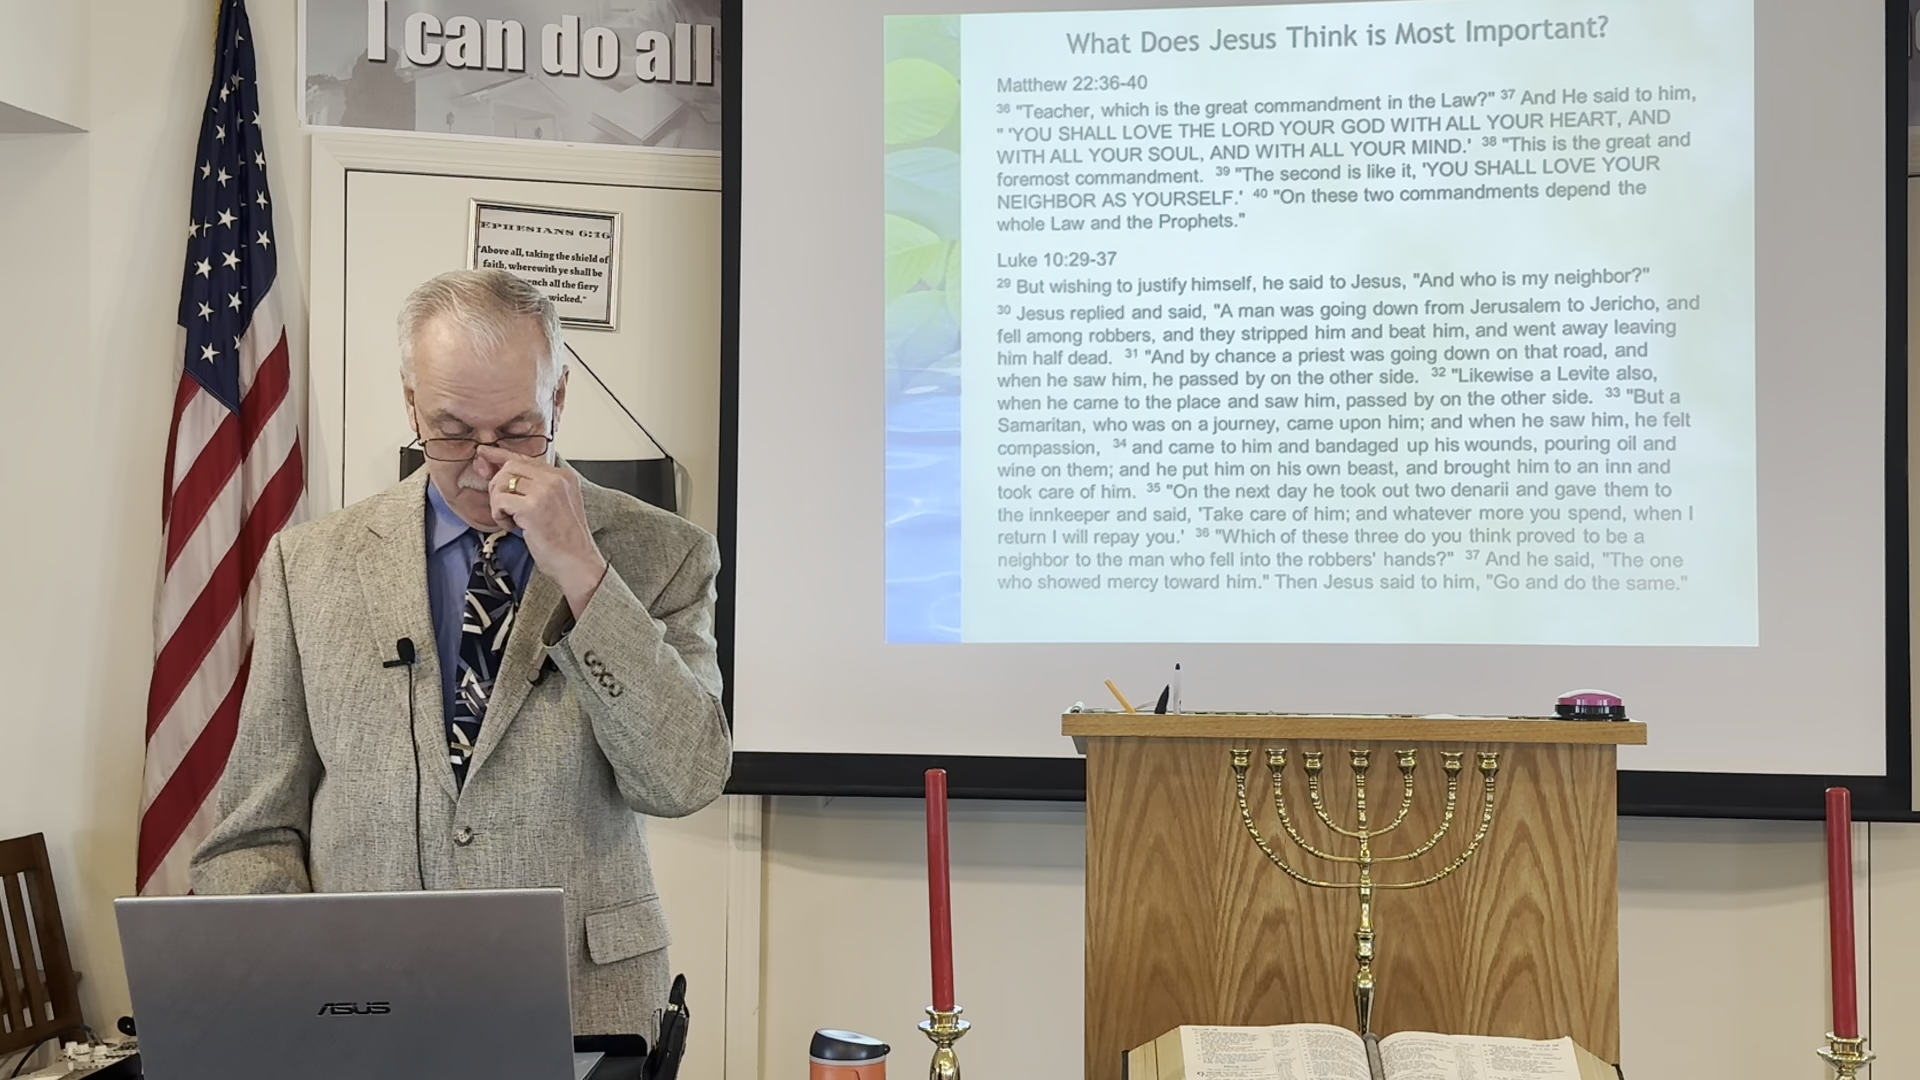 I can do all
EPHESIANS 6:16
"Above all, taking the shield of
faith, wherewith ye shall be
all the fiery
wicked."
What Does Jesus Think is Most Important?
Matthew 22:36-40
36 "Teacher, which is the great commandment in the Law?" 37 And He said to him,
" 'YOU SHALL LOVE THE LORD YOUR GOD WITH ALL YOUR HEART, AND
WITH ALL YOUR SOUL, AND WITH ALL YOUR MIND.' 38 "This is the great and
foremost commandment. 39 "The second is like it, 'YOU SHALL LOVE YOUR
NEIGHBOR AS YOURSELF.' 40 "On these two commandments depend the
whole Law and the Prophets."
Luke 10:29-37
29 But wishing to justify himself, he said to Jesus, "And who is my neighbor?"
30 Jesus replied and said, "A man was going down from Jerusalem to Jericho, and
fell among robbers, and they stripped him and beat him, and went away leaving
him half dead. 31 "And by chance a priest was going down on that road, and
when he saw him, he passed by on the other side. 32 "Likewise a Levite also,
when he came to the place and saw him, passed by on the other side. 33 "But a
Samaritan, who was on a journey, came upon him; and when he saw him, he felt
compassion, 34 and came to him and bandaged up his wounds, pouring oil and
wine on them; and he put him on his own beast, and brought him to an inn and
took care of him. 35 "On the next day he took out two denarii and gave them to
the innkeeper and said, 'Take care of him; and whatever more you spend, when I
return I will repay you.' 36 "Which of these three do you think proved to be a
neighbor to the man who fell into the robbers' hands?" 37 And he said, "The one
who showed mercy toward him." Then Jesus said to him, "Go and do the same."
ASUS